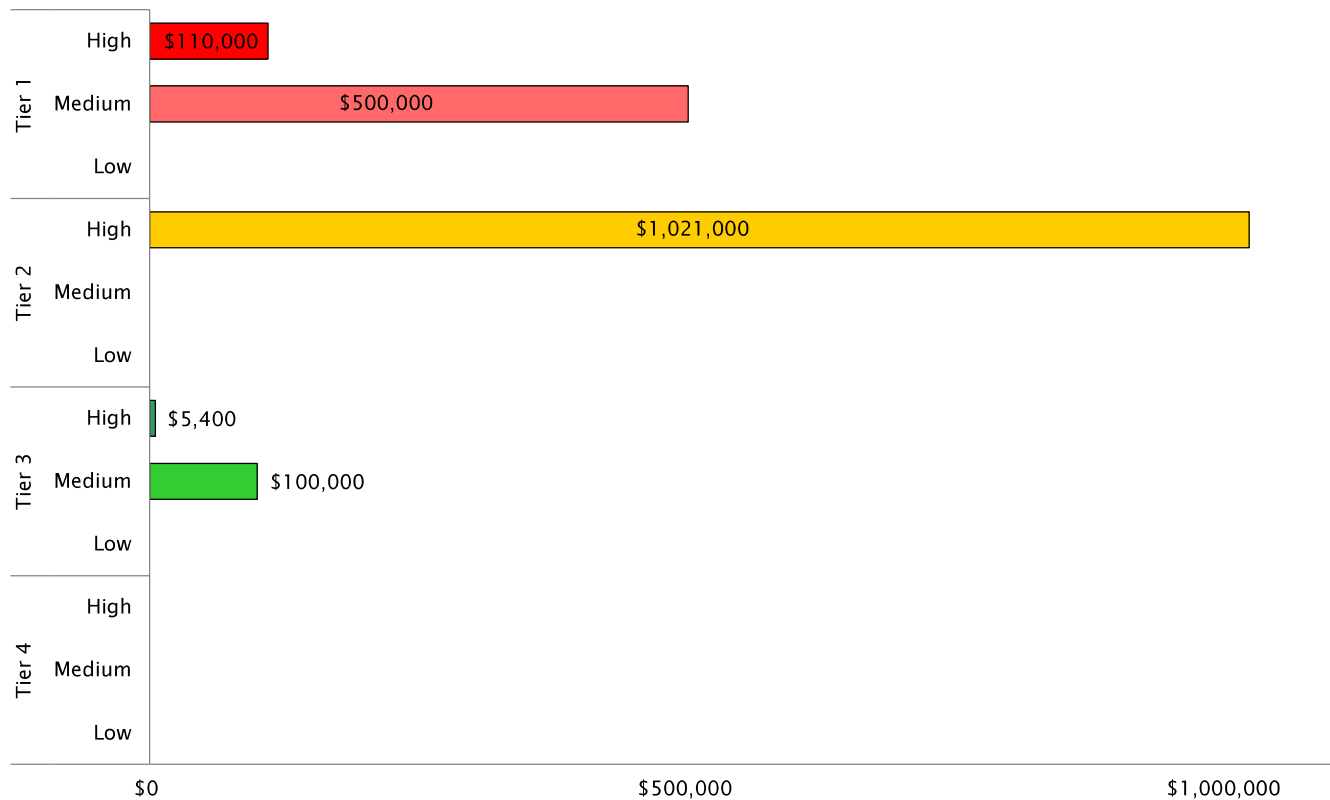 Tier 1
High
$110,000
Medium
$500,000
Low
Tier 2
High
$1,021,000
Medium
Low
Tier 3
High
$5,400
Medium
$100,000
Low
Tier 4
High
Medium
Low
$0
$500,000
$1,000,000